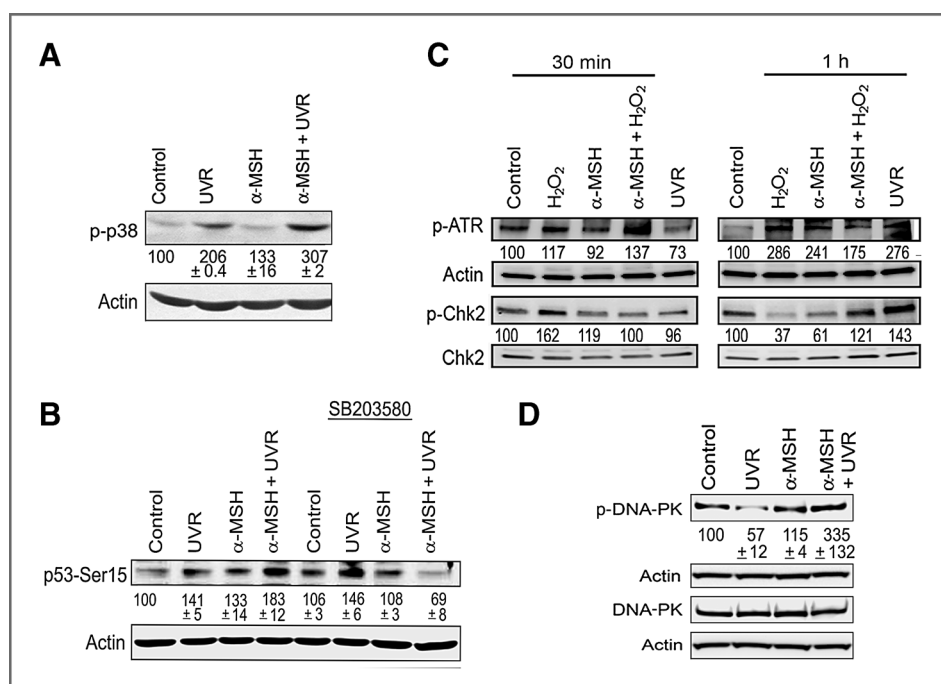 A
Control
UVR
α-MSH
α-MSH + UVR
p-p38
100 206 133 307
± 0.4 ± 16 ± 2
Actin
B
SB203580
Control
UVR
α-MSH
α-MSH + UVR
Control
UVR
α-MSH
α-MSH + UVR
p53-Ser15
100 141 133 183 106 146 108 69
± 5 ± 14 ± 12 ± 3 ± 6 ± 3 ± 8
Actin
C
30 min 1 h
Control
H₂O₂
α-MSH
α-MSH + H₂O₂
UVR
Control
H₂O₂
α-MSH
α-MSH + H₂O₂
UVR
p-ATR
100 117 92 137 73 100 286 241 175 276
Actin
p-Chk2
100 162 119 100 96 100 37 61 121 143
Chk2
D
Control
UVR
α-MSH
α-MSH
+ UVR
p-DNA-PK
100 57 115 335
± 12 ± 4 ± 132
Actin
DNA-PK
Actin